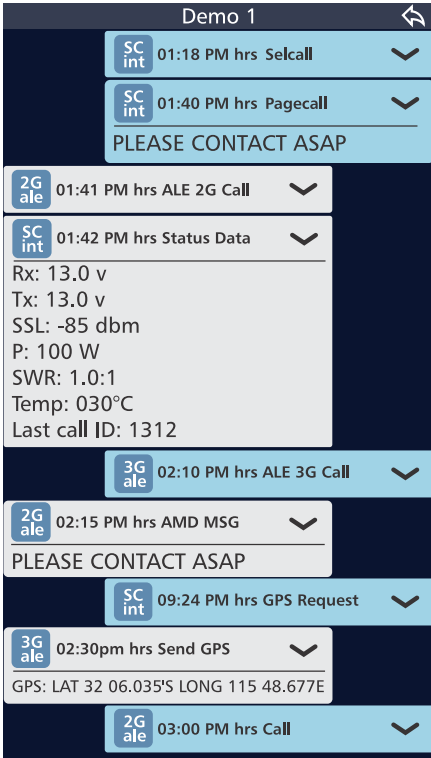 Demo 1
SC int 01:18 PM hrs Selcall
SC int 01:40 PM hrs Pagecall
PLEASE CONTACT ASAP
2G ale 01:41 PM hrs ALE 2G Call
SC int 01:42 PM hrs Status Data
Rx: 13.0 v
Tx: 13.0 v
SSL: -85 dbm
P: 100 W
SWR: 1.0:1
Temp: 030°C
Last call ID: 1312
3G ale 02:10 PM hrs ALE 3G Call
2G ale 02:15 PM hrs AMD MSG
PLEASE CONTACT ASAP
SC int 09:24 PM hrs GPS Request
3G ale 02:30pm hrs Send GPS
GPS: LAT 32 06.035'S LONG 115 48.677E
2G ale 03:00 PM hrs Call